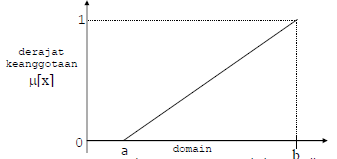 1
derajat
keanggotaan
μ[x]
0
a
domain
b